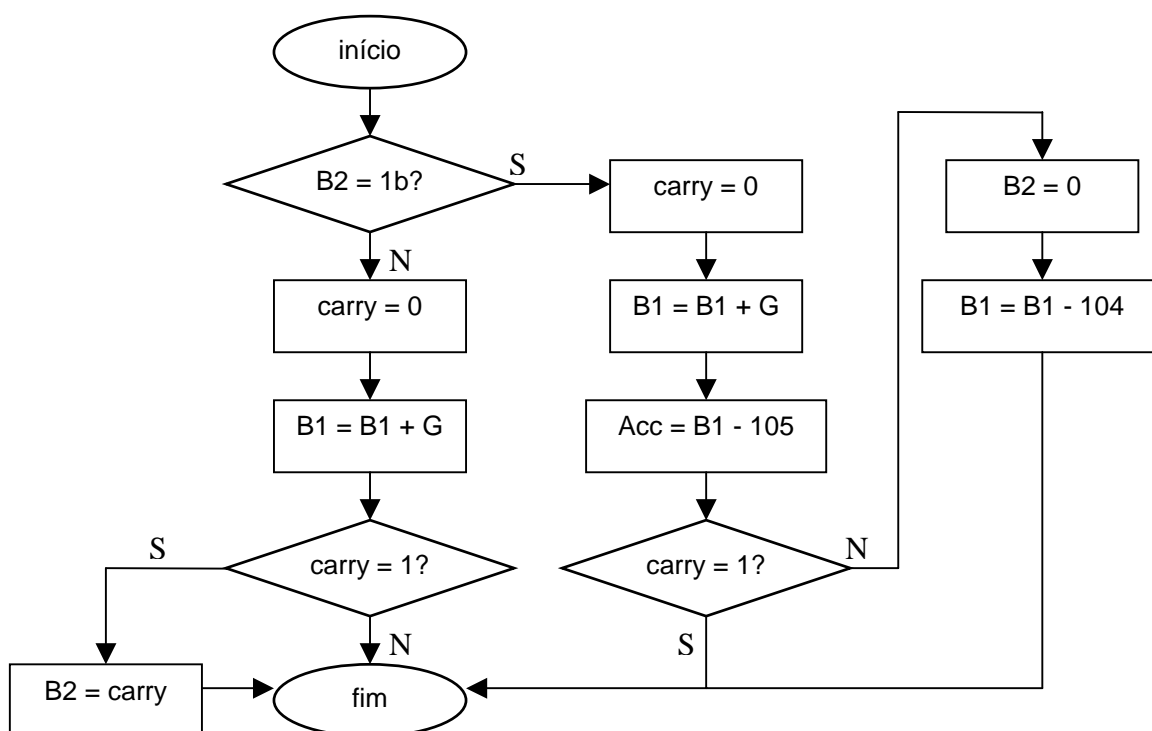 início
B2 = 1b?
S
carry = 0
B2 = 0
N
carry = 0
B1 = B1 + G
B1 = B1 - 104
B1 = B1 + G
Acc = B1 - 105
S
carry = 1?
carry = 1?
N
N
S
B2 = carry
fim